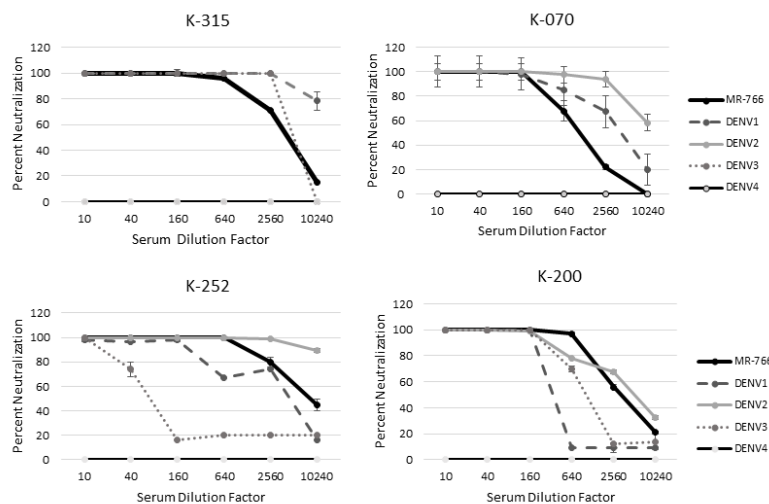 K-315
120
100
80
60
40
20
0
Percent Neutralization
10 40 160 640 2560 10240
Serum Dilution Factor
K-070
120
100
80
60
40
20
0
Percent Neutralization
10 40 160 640 2560 10240
Serum Dilution Factor
MR-766
DENV1
DENV2
DENV3
DENV4
K-252
120
100
80
60
40
20
0
Percent Neutralization
10 40 160 640 2560 10240
Serum Dilution Factor
K-200
120
100
80
60
40
20
0
Percent Neutralization
10 40 160 640 2560 10240
Serum Dilution Factor
MR-766
DENV1
DENV2
DENV3
DENV4